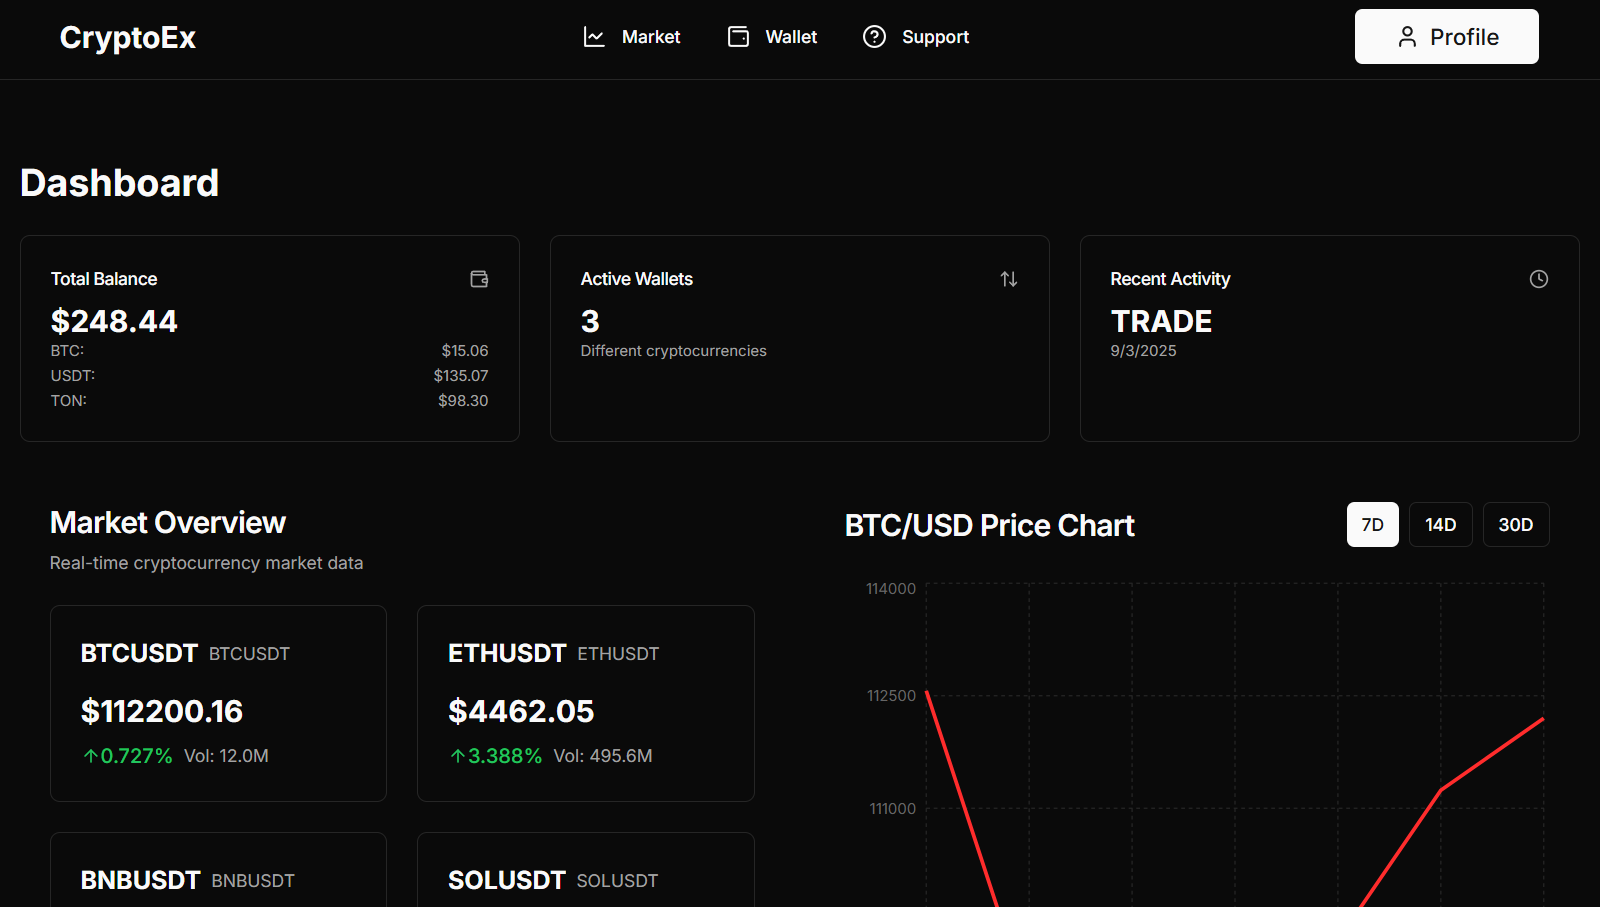 CryptoEx
Market
Wallet
Support
Profile
Dashboard
Total Balance
$248.44
BTC: $15.06
USDT: $135.07
TON: $98.30
Active Wallets
3
Different cryptocurrencies
Recent Activity
TRADE
9/3/2025
Market Overview
Real-time cryptocurrency market data
BTCUSDT BTCUSDT
$112200.16
↑0.727% Vol: 12.0M
ETHUSDT ETHUSDT
$4462.05
↑3.388% Vol: 495.6M
BNBUSDT BNBUSDT
SOLUSDT SOLUSDT
BTC/USD Price Chart
7D
14D
30D
114000
112500
111000